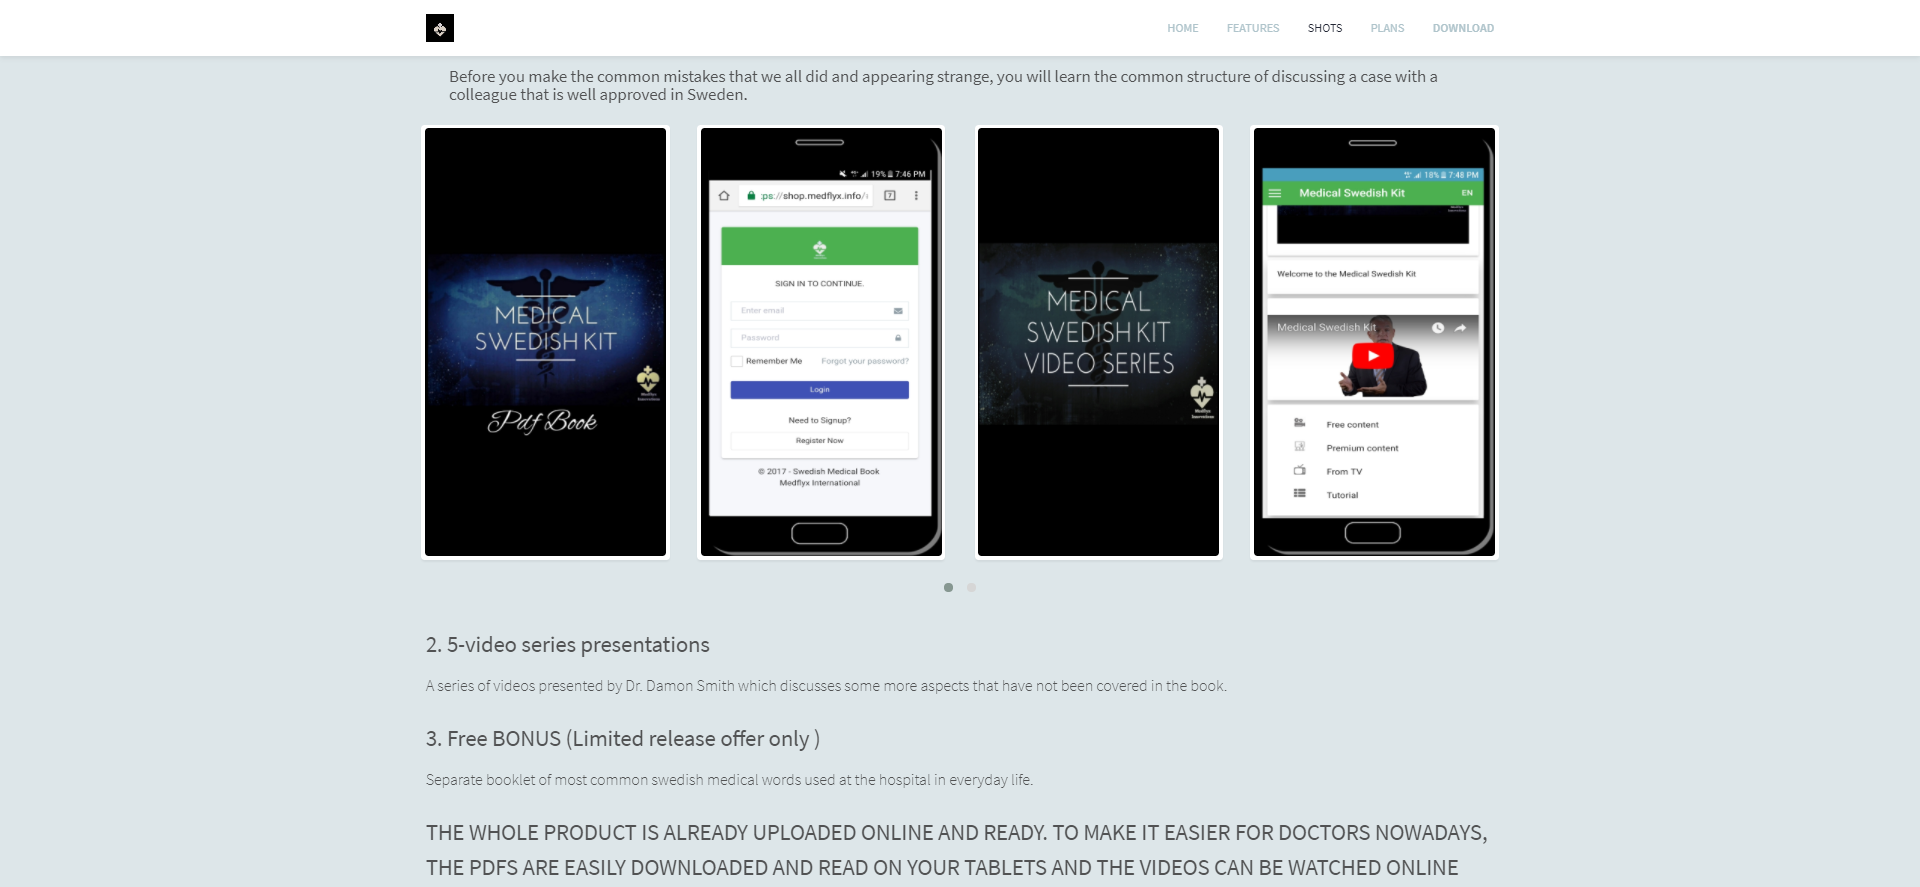 HOME FEATURES SHOTS PLANS DOWNLOAD
Before you make the common mistakes that we all did and appearing strange, you will learn the common structure of discussing a case with a
colleague that is well approved in Sweden.
MEDICAL
SWEDISH KIT
Medflyx
Pdf Book
19% 7:46 PM
ps://shop.medflyx.info/
7
SIGN IN TO CONTINUE.
Enter email
Password
Remember Me Forgot your password?
Login
Need to Signup?
Register Now
© 2017 - Swedish Medical Book
Medflyx International
MEDICAL
SWEDISH KIT
VIDEO SERIES
Medflyx
Innovations
18% 7:48 PM
Medical Swedish Kit EN
Welcome to the Medical Swedish Kit
Medical Swedish Kit
Free content
Premium content
From TV
Tutorial
2. 5-video series presentations
A series of videos presented by Dr. Damon Smith which discusses some more aspects that have not been covered in the book.
3. Free BONUS (Limited release offer only )
Separate booklet of most common swedish medical words used at the hospital in everyday life.
THE WHOLE PRODUCT IS ALREADY UPLOADED ONLINE AND READY. TO MAKE IT EASIER FOR DOCTORS NOWADAYS,
THE PDFS ARE EASILY DOWNLOADED AND READ ON YOUR TABLETS AND THE VIDEOS CAN BE WATCHED ONLINE